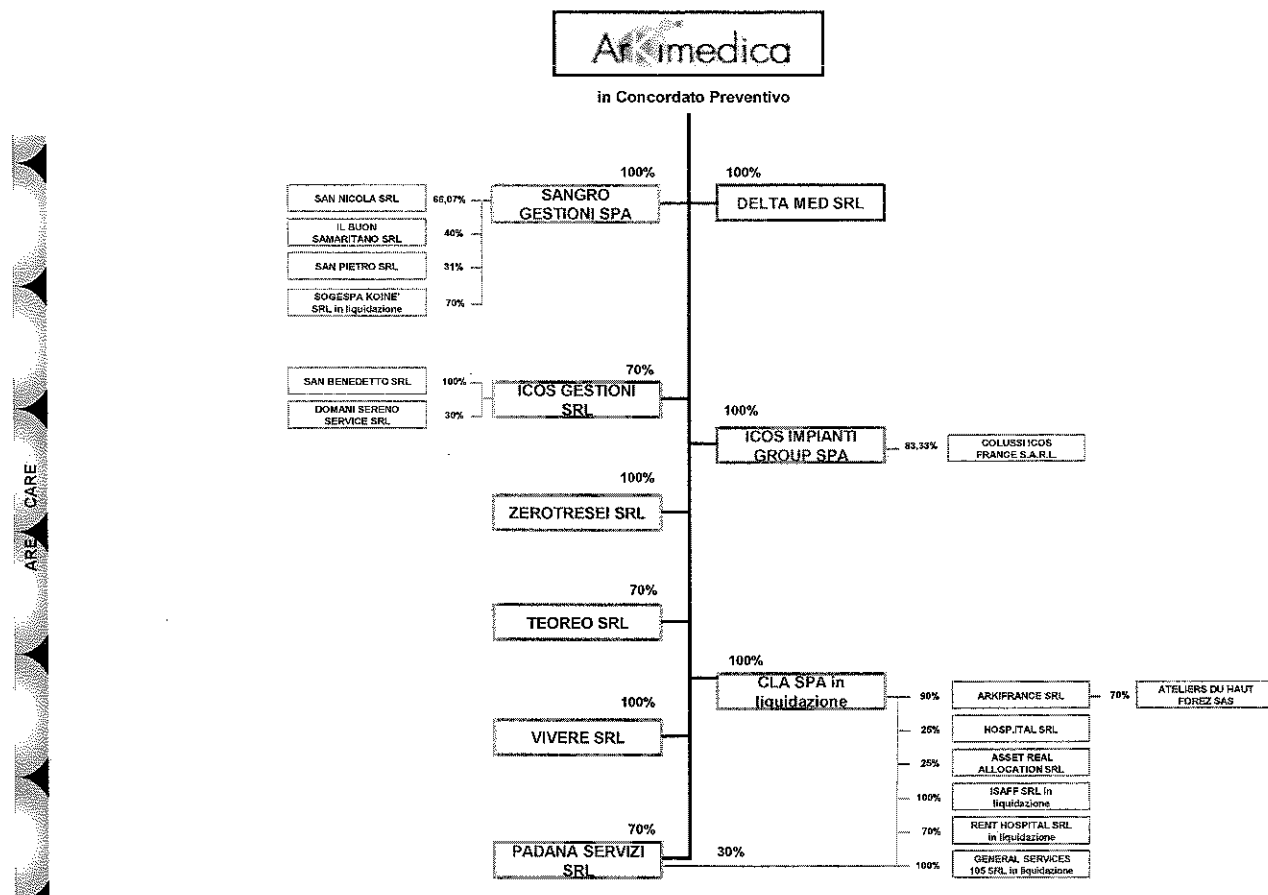 Arkimedica
in Concordato Preventivo
100%
100%
SAN NICOLA SRL
SANGRO
GESTIONI SPA
DELTA MED SRL
IL BUON
SAMARITANO SRL
40%
SAN PIETRO SRL
31%
SOGESPA KOINE'
SRL in liquidazione
70%
70%
SAN BENEDETTO SRL
100%
ICOS GESTIONI
SRL
DOMANI SERENO
SERVICE SRL
30%
100%
ICOS IMPIANTI
GROUP SPA
83,33%
COLUSSI ICOS
FRANCE S.A.R.L.
AREA CARE
100%
ZEROTRESEI SRL
70%
TEOREO SRL
100%
CLA SPA in
liquidazione
90%
ARKIFRANCE SRL
70%
ATELIERS DU HAUT
FOREZ SAS
100%
VIVERE SRL
HOSPITAL SRL
25%
ASSET REAL
ALLOCATION SRL
100%
ISAFF SRL in
liquidazione
70%
RENT HOSPITAL SRL
in liquidazione
70%
PADANA SERVIZI
SRL
30%
100%
GENERAL SERVICES
105 SRL in liquidazione